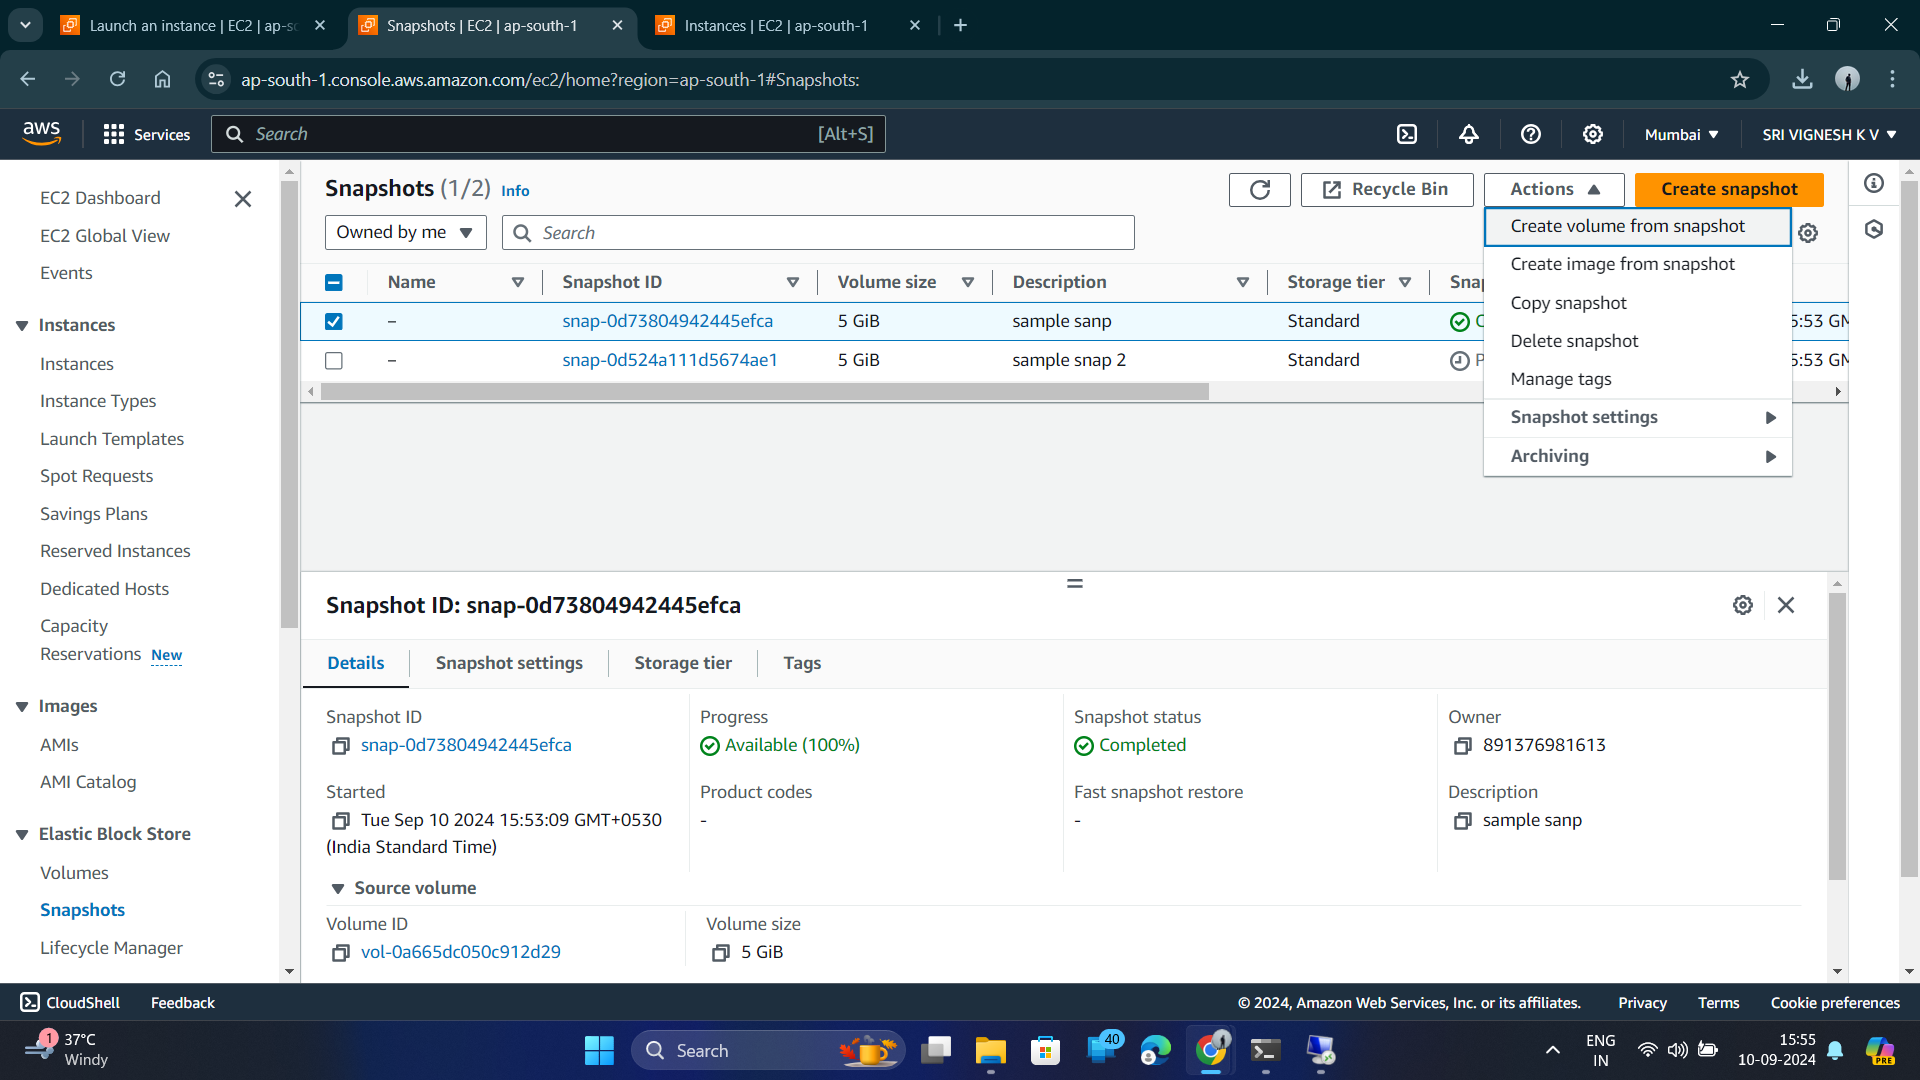 Launch an instance | EC2 | ap-so
Snapshots | EC2 | ap-south-1
Instances | EC2 | ap-south-1
ap-south-1.console.aws.amazon.com/ec2/home?region=ap-south-1#Snapshots:
aws
Services
Search
[Alt+S]
Mumbai
SRI VIGNESH K V
EC2 Dashboard
EC2 Global View
Events
Instances
Instances
Instance Types
Launch Templates
Spot Requests
Savings Plans
Reserved Instances
Dedicated Hosts
Capacity
Reservations New
Images
AMIs
AMI Catalog
Elastic Block Store
Volumes
Snapshots
Lifecycle Manager
Snapshots (1/2) Info
Recycle Bin
Actions
Create snapshot
Owned by me
Search
Create volume from snapshot
Create image from snapshot
Copy snapshot
Delete snapshot
Manage tags
Snapshot settings
Archiving
Name Snapshot ID Volume size Description Storage tier Snap
– snap-0d73804942445efca 5 GiB sample sanp Standard C 5:53 GM
– snap-0d524a111d5674ae1 5 GiB sample snap 2 Standard P 5:53 GM
Snapshot ID: snap-0d73804942445efca
Details Snapshot settings Storage tier Tags
Snapshot ID
snap-0d73804942445efca
Progress
Available (100%)
Snapshot status
Completed
Owner
891376981613
Started
Tue Sep 10 2024 15:53:09 GMT+0530
(India Standard Time)
Product codes
-
Fast snapshot restore
-
Description
sample sanp
Source volume
Volume ID
vol-0a665dc050c912d29
Volume size
5 GiB
CloudShell Feedback
© 2024, Amazon Web Services, Inc. or its affiliates. Privacy Terms Cookie preferences
1
37°C
Windy
Search
40
ENG
IN
15:55
10-09-2024
PRE